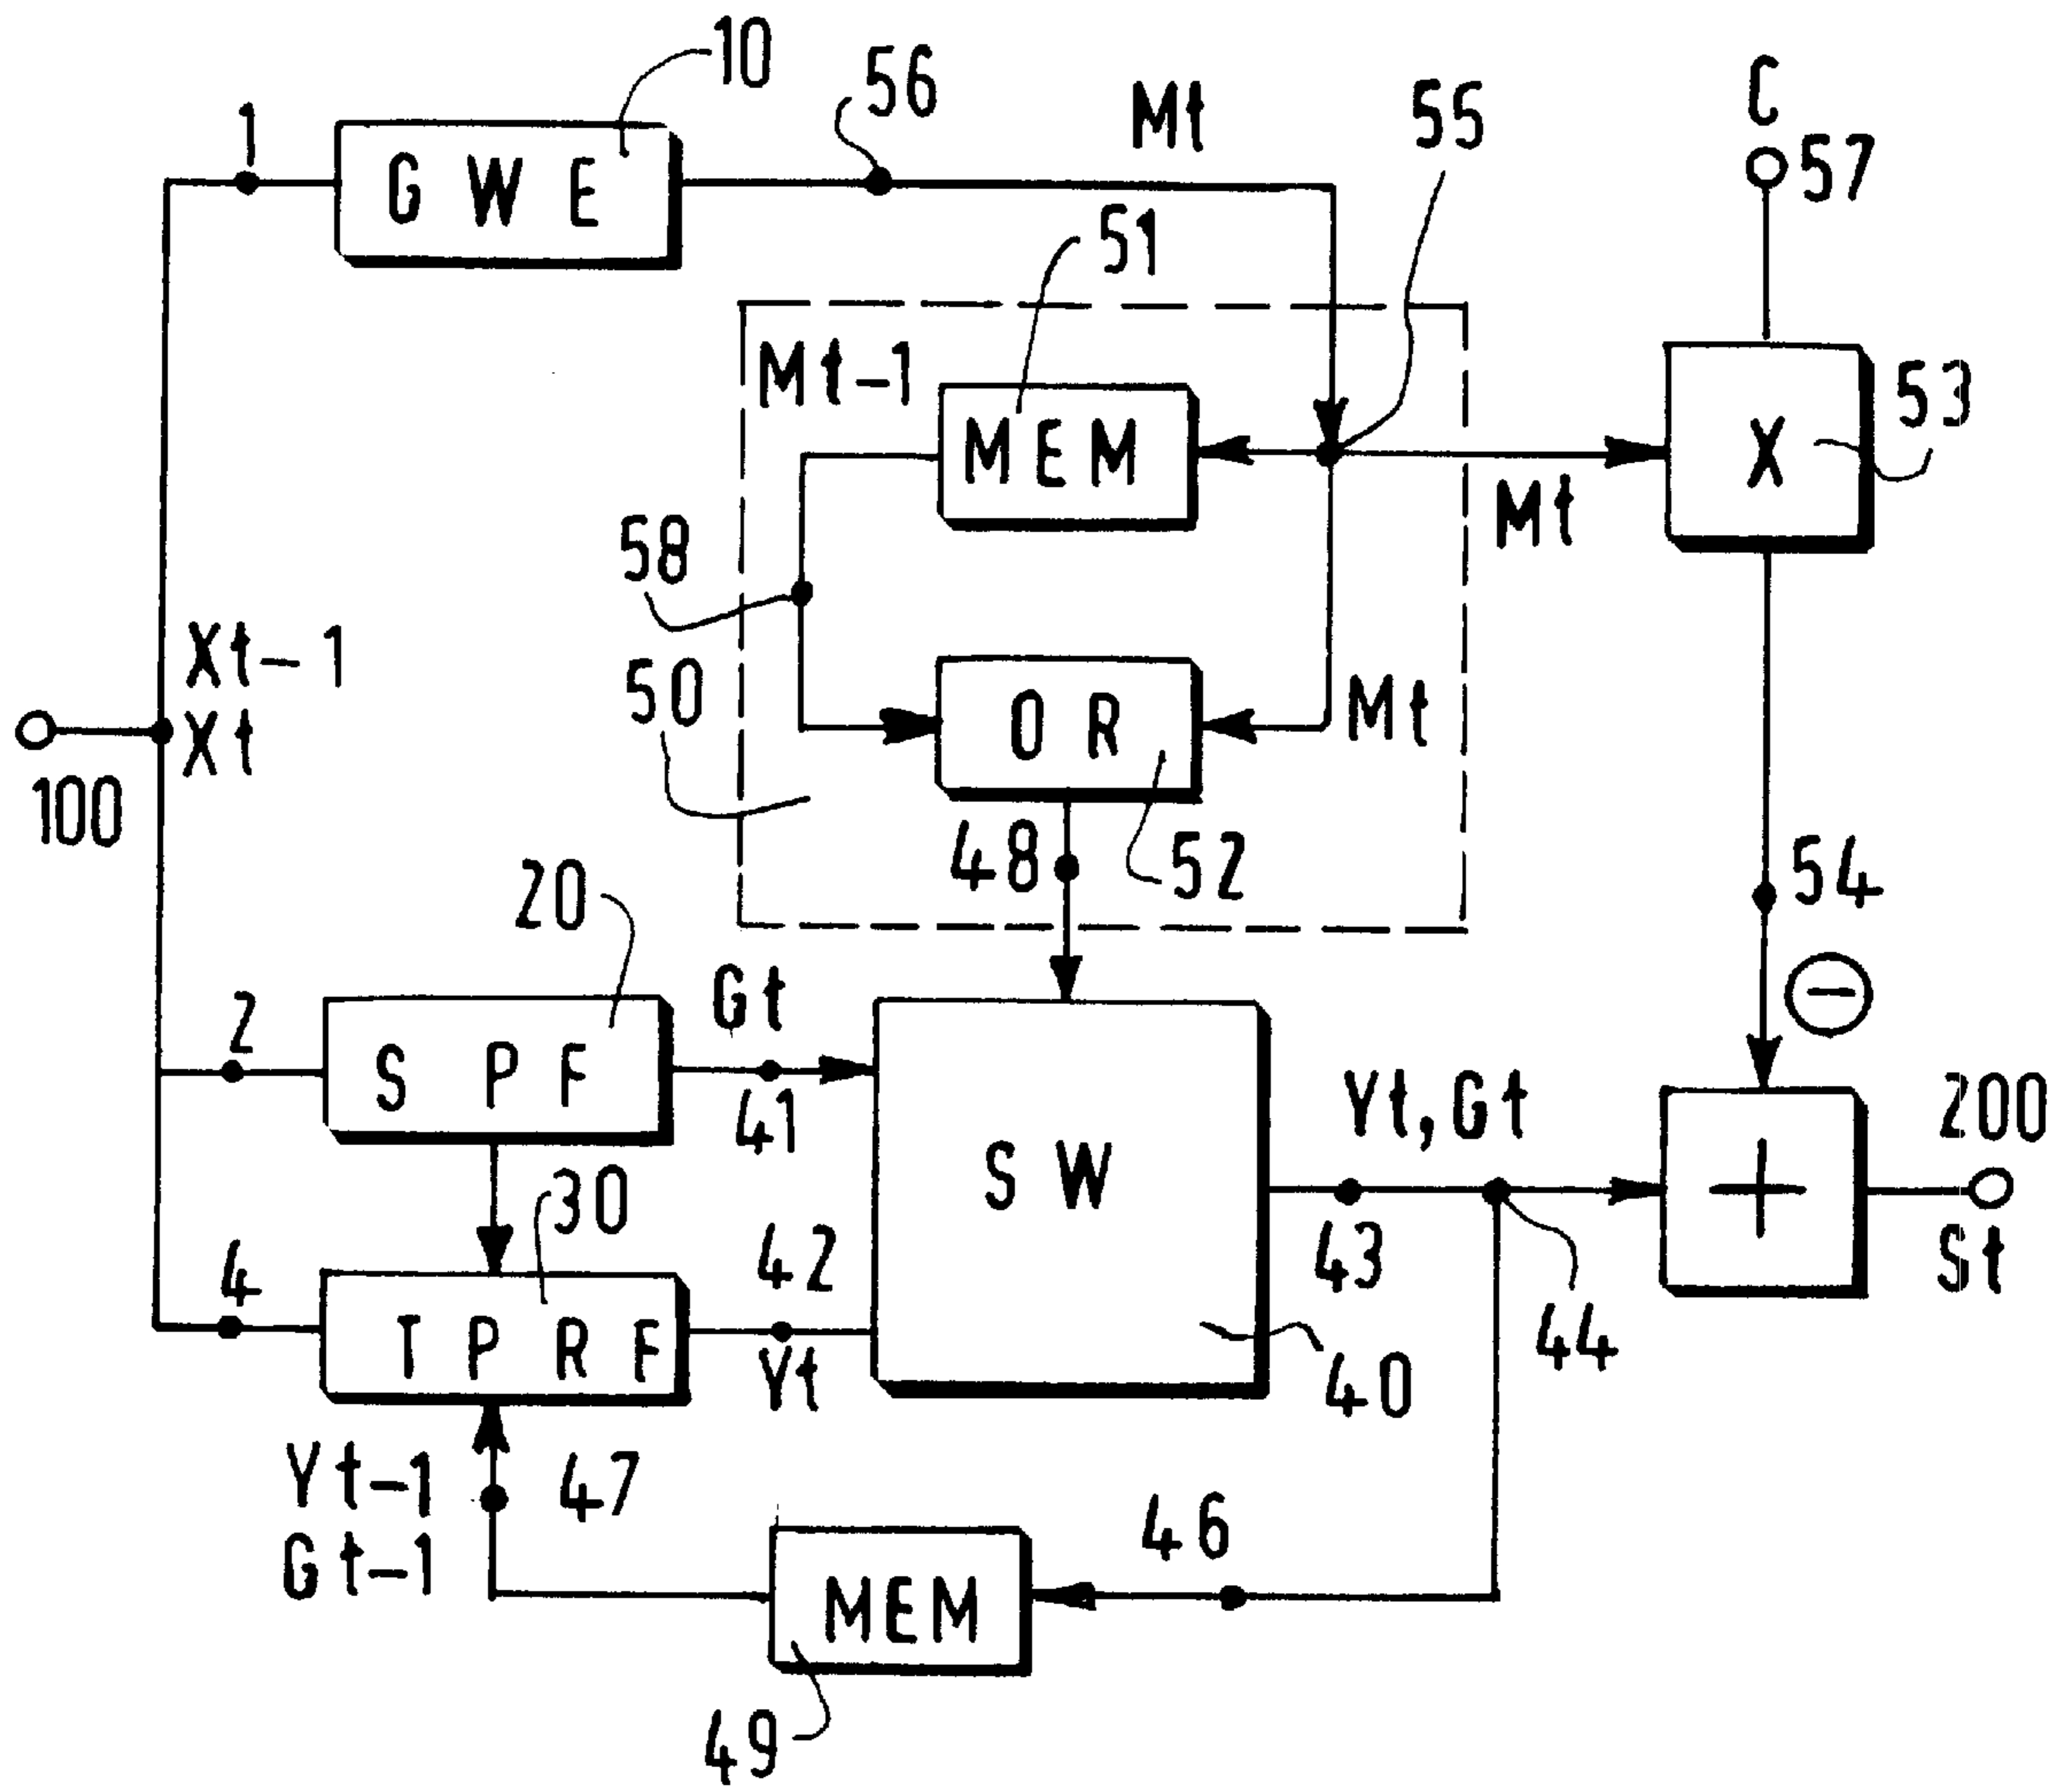 10
56
Mt
55
C
57
1
G W E
51
Mt-1
MEM
53
X
Mt
58
Xt-1
Xt
100
50
O R
Mt
48
52
20
54
−
2
S P F
Gt
41
S W
Yt,Gt
200
St
30
42
43
+
4
T P R F
Yt
40
44
Yt-1
Gt-1
47
46
MEM
49